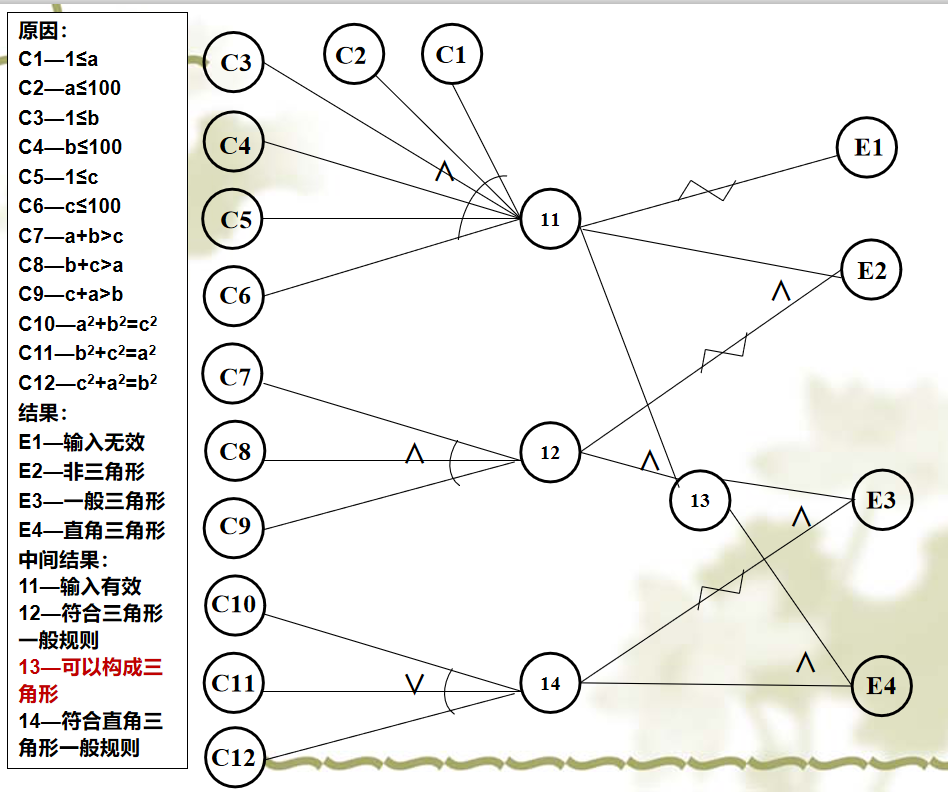 原因：
C1—1≤a
C2—a≤100
C3—1≤b
C4—b≤100
C5—1≤c
C6—c≤100
C7—a+b>c
C8—b+c>a
C9—c+a>b
C10—a²+b²=c²
C11—b²+c²=a²
C12—c²+a²=b²
结果：
E1—输入无效
E2—非三角形
E3—一般三角形
E4—直角三角形
中间结果：
11—输入有效
12—符合三角形
一般规则
13—可以构成三
角形
14—符合直角三
角形一般规则
C3
C2
C1
C4
C5
C6
C7
C8
C9
C10
C11
C12
∧
∧
∨
11
12
13
14
∧
∧
∧
∧
E1
E2
E3
E4